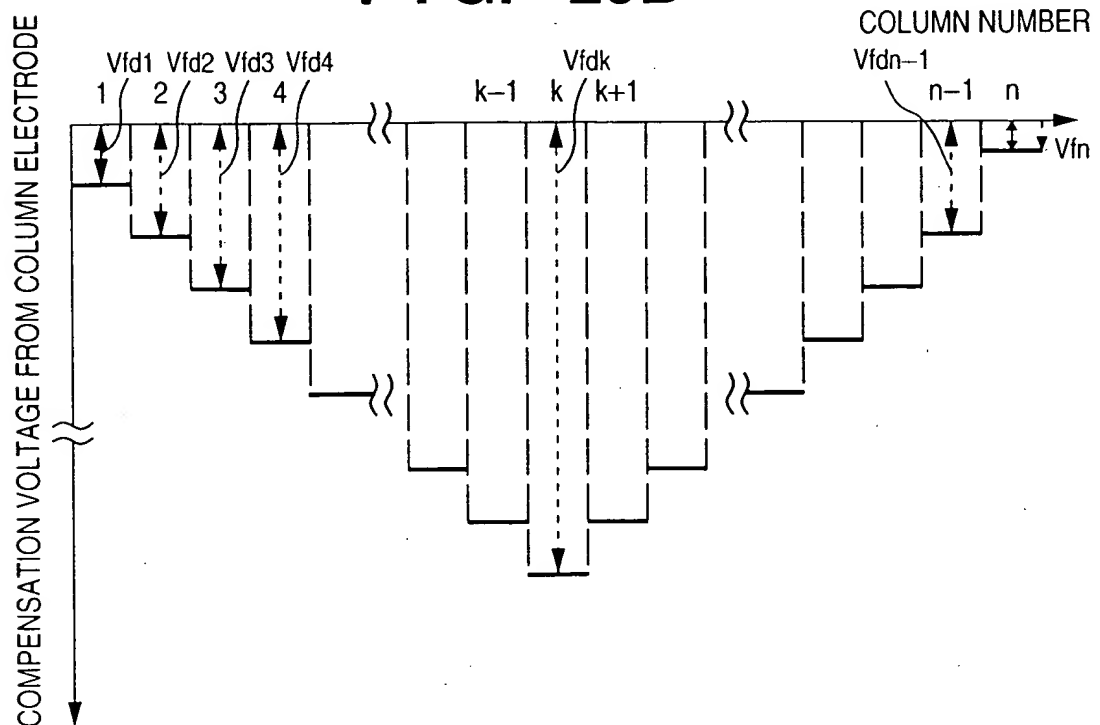 COLUMN NUMBER
Vfd1 Vfd2 Vfd3 Vfd4 Vfdk Vfdn–1
1 2 3 4 k–1 k k+1 n–1 n
Vfn
COMPENSATION VOLTAGE FROM COLUMN ELECTRODE